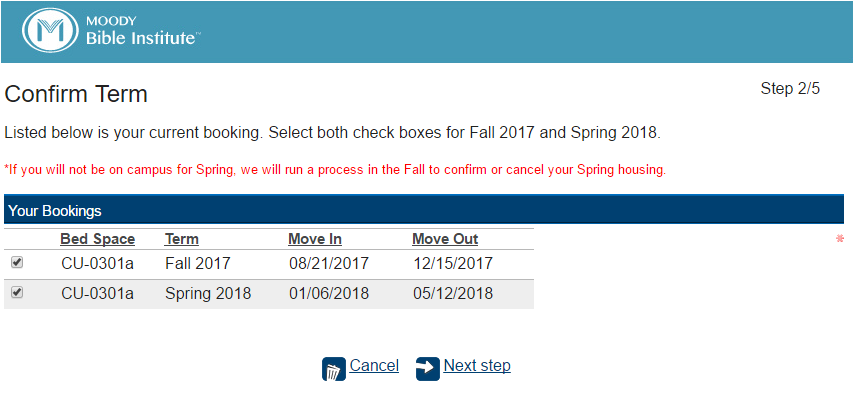 MOODY
Bible Institute™
Confirm Term
Step 2/5
Listed below is your current booking. Select both check boxes for Fall 2017 and Spring 2018.
*If you will not be on campus for Spring, we will run a process in the Fall to confirm or cancel your Spring housing.
Your Bookings
Bed Space Term Move In Move Out
*
CU-0301a Fall 2017 08/21/2017 12/15/2017
CU-0301a Spring 2018 01/06/2018 05/12/2018
Cancel Next step